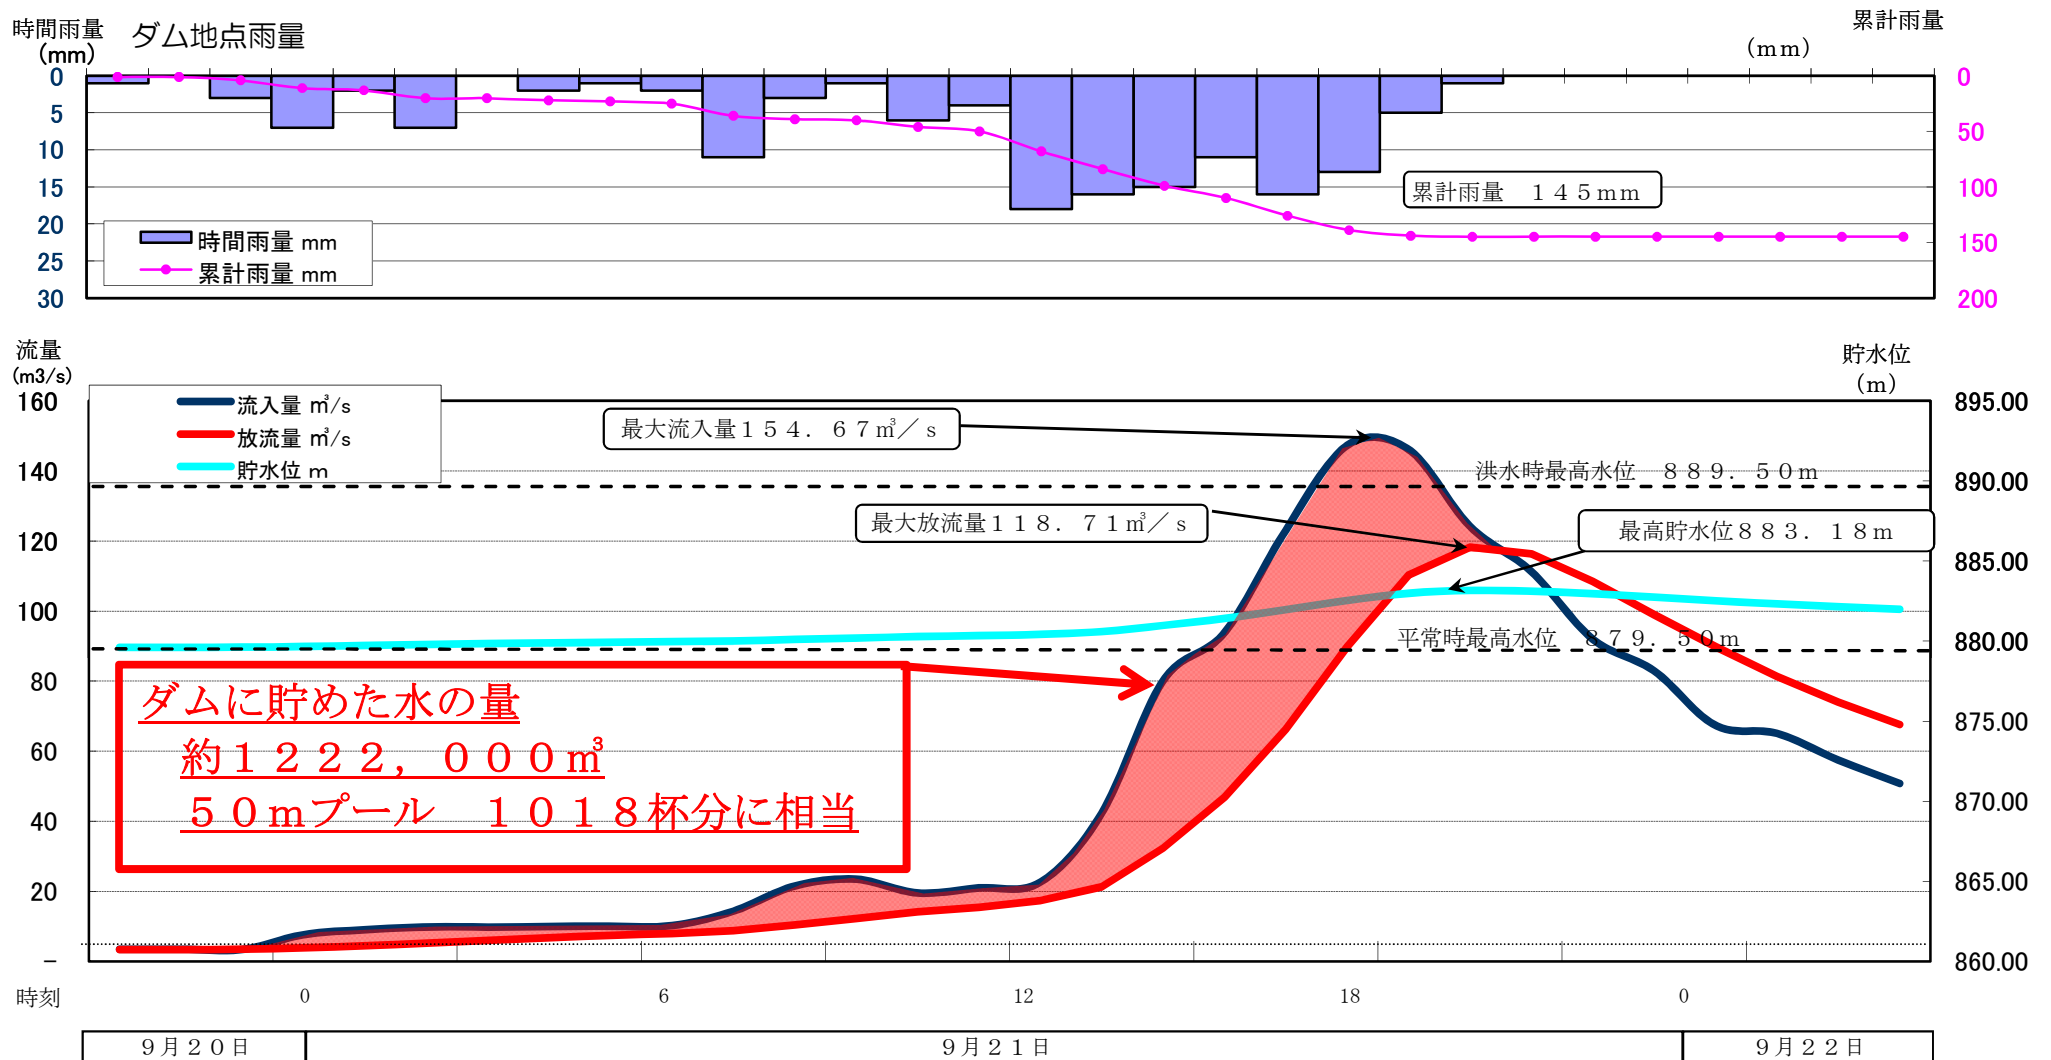 時間雨量
(mm)
ダム地点雨量
累計雨量
(mm)
0
5
10
15
20
25
30
0
50
100
150
200
累計雨量　１４５mm
時間雨量 mm
累計雨量 mm
流量
(m3/s)
貯水位
(m)
流入量 ㎥/s
放流量 ㎥/s
貯水位 m
160
140
120
100
80
60
40
20
-
895.00
890.00
885.00
880.00
875.00
870.00
865.00
860.00
最大流入量１５４．６７㎥／ｓ
洪水時最高水位　８８９．５０ｍ
最大放流量１１８．７１㎥／ｓ
最高貯水位８８３．１８ｍ
平常時最高水位　８７９．５０ｍ
ダムに貯めた水の量
約１２２２，０００㎥
５０ｍプール　１０１８杯分に相当
時刻
0
6
12
18
0
９月２０日
９月２１日
９月２２日